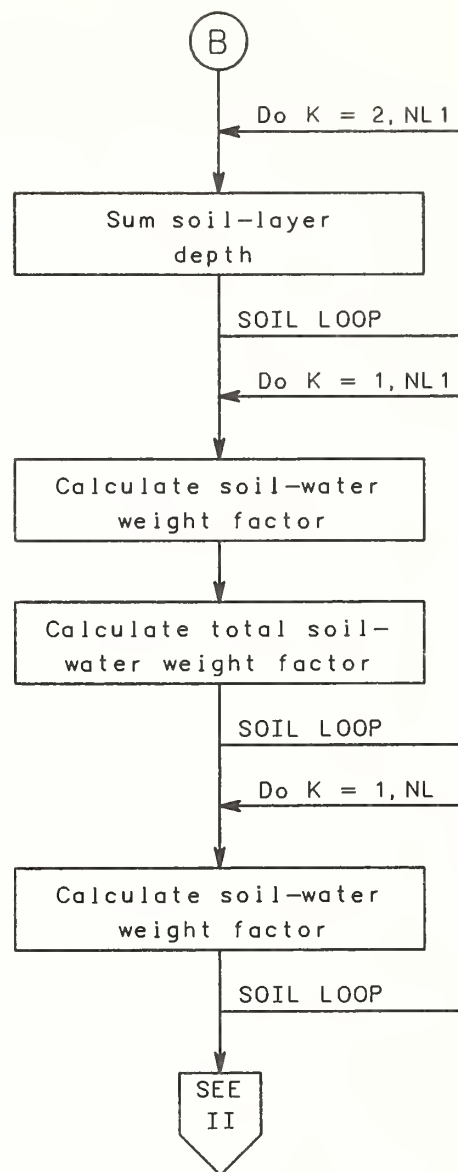 B
Do K = 2, NL1
Sum soil-layer
depth
SOIL LOOP
Do K = 1, NL1
Calculate soil-water
weight factor
Calculate total soil-
water weight factor
SOIL LOOP
Do K = 1, NL
Calculate soil-water
weight factor
SOIL LOOP
SEE
II